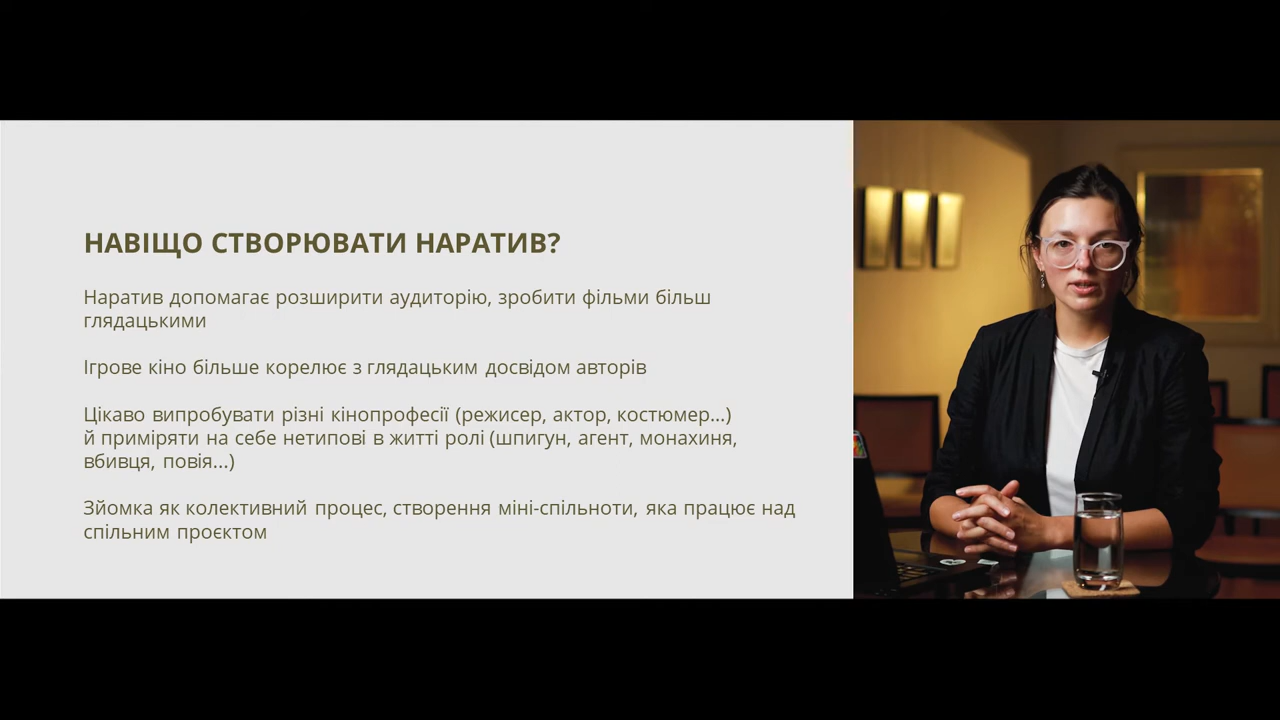 НАВІЩО СТВОРЮВАТИ НАРАТИВ?
Наратив допомагає розширити аудиторію, зробити фільми більш
глядацькими
Ігрове кіно більше корелює з глядацьким досвідом авторів
Цікаво випробувати різні кінопрофесії (режисер, актор, костюмер...)
й приміряти на себе нетипові в житті ролі (шпигун, агент, монахиня,
вбивця, повія...)
Зйомка як колективний процес, створення міні-спільноти, яка працює над
спільним проєктом